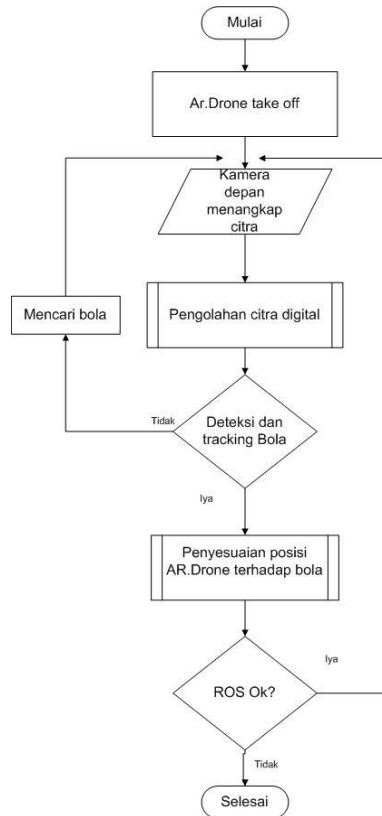 Mulai
Ar.Drone take off
Kamera
depan
menangkap
citra
Mencari bola
Pengolahan citra digital
Tidak
Deteksi dan
tracking Bola
Iya
Penyesuaian posisi
AR.Drone terhadap bola
Iya
ROS Ok?
Tidak
Selesai